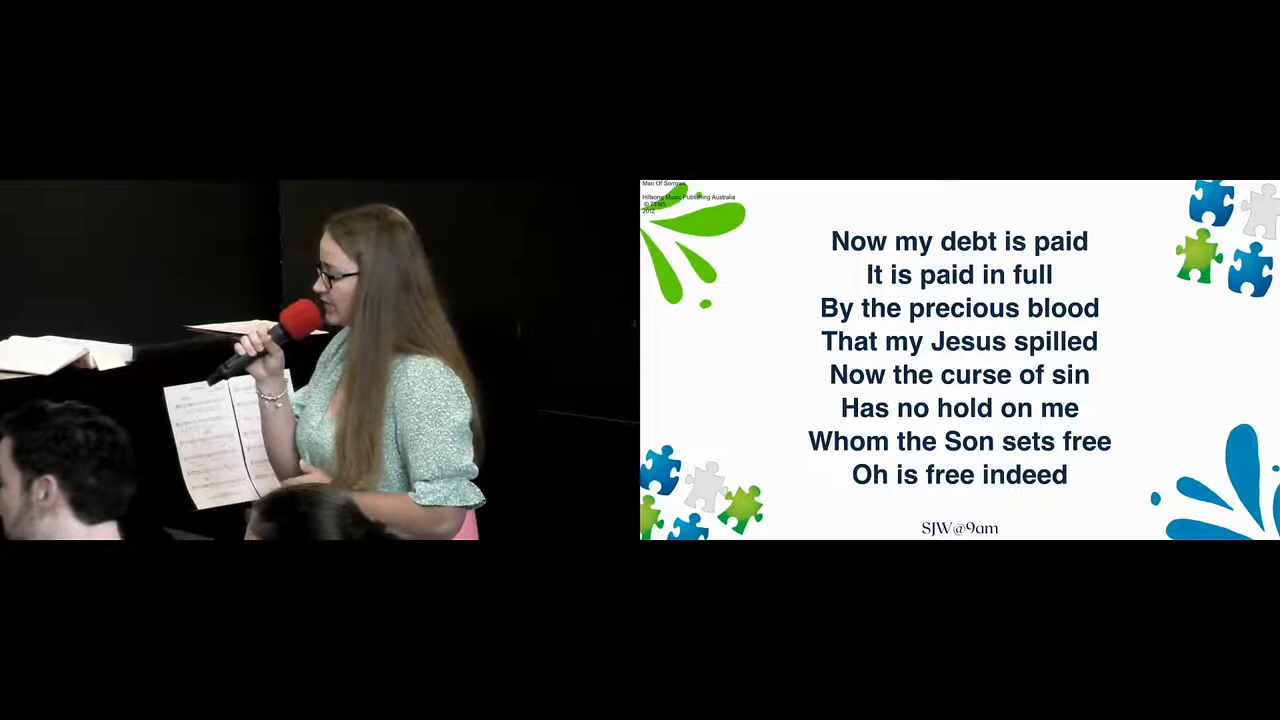 Man Of Sorrows
Hillsong Music Publishing Australia
2012
Now my debt is paid
It is paid in full
By the precious blood
That my Jesus spilled
Now the curse of sin
Has no hold on me
Whom the Son sets free
Oh is free indeed
SJW@9am